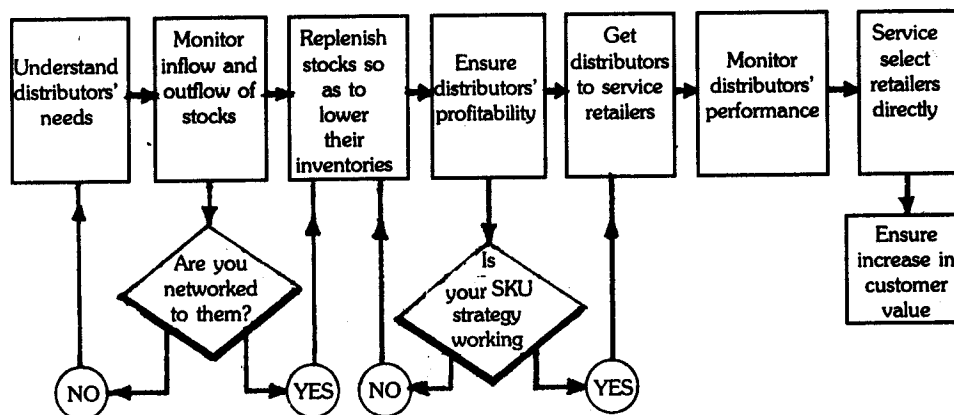 Understand
distributors'
needs
Monitor
inflow and
outflow of
stocks
Replenish
stocks so
as to
lower
their
inventories
Ensure
distributors'
profitability
Get
distributors
to service
retailers
Monitor
distributors'
performance
Service
select
retailers
directly
Are you
networked
to them?
Is
your SKU
strategy
working
Ensure
increase in
customer
value
NO
YES
NO
YES